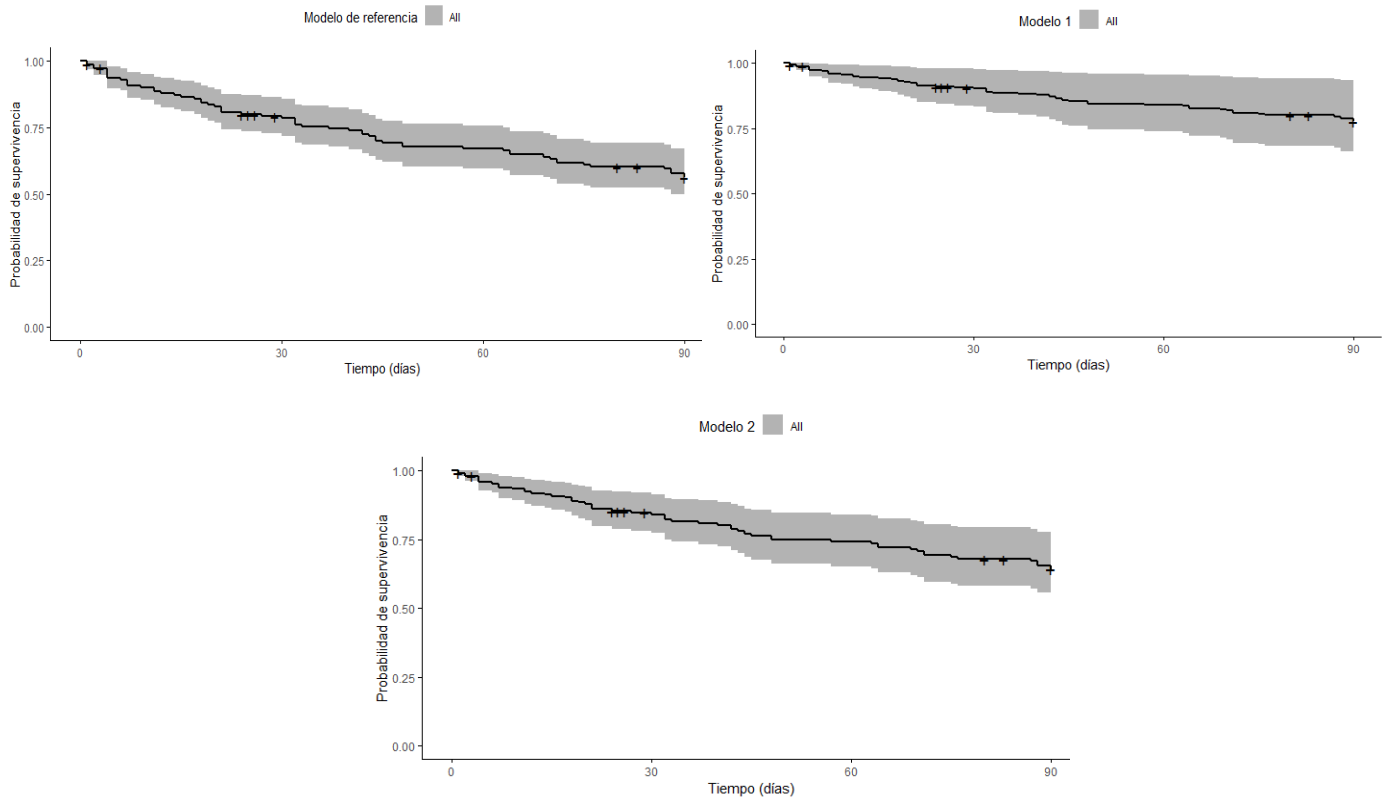 Modelo de referencia All
1.00
0.75
0.50
0.25
0.00
Probabilidad de supervivencia
0 30 60 90
Tiempo (días)
Modelo 1 All
1.00
0.75
0.50
0.25
0.00
Probabilidad de supervivencia
0 30 60 90
Tiempo (días)
Modelo 2 All
1.00
0.75
0.50
0.25
0.00
Probabilidad de supervivencia
0 30 60 90
Tiempo (días)